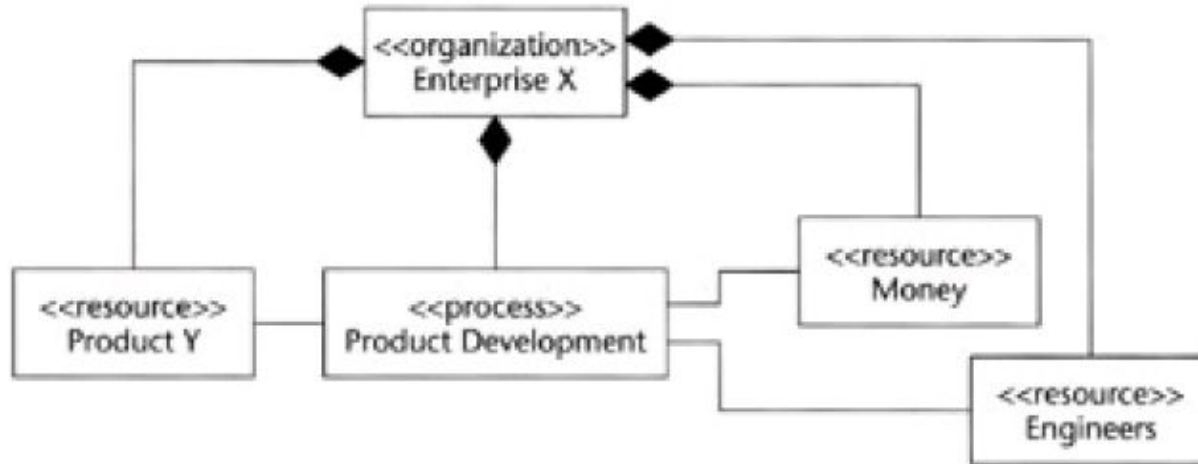 <<organization>>
Enterprise X
<<resource>>
Money
<<resource>>
Product Y
<<process>>
Product Development
<<resource>>
Engineers